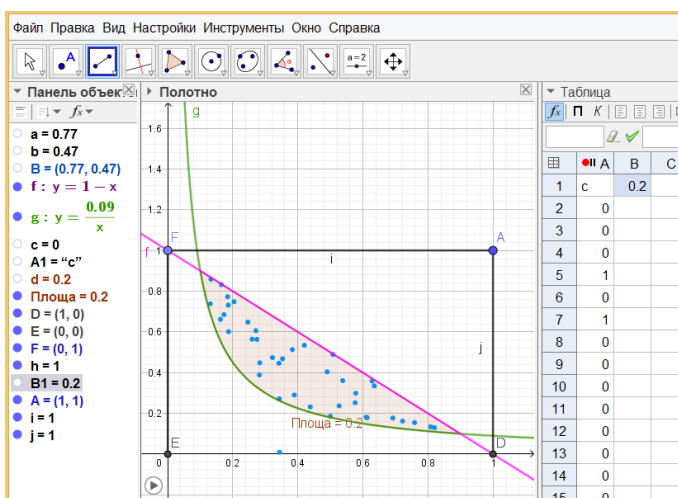 Файл Правка Вид Настройки Инструменты Окно Справка
A
a=2
Панель объек
Полотно
Таблица
fx
fx П К
a = 0.77
b = 0.47
B = (0.77, 0.47)
f : y = 1 − x
g : y = 0.09
x
c = 0
A1 = “c”
d = 0.2
Площа = 0.2
D = (1, 0)
E = (0, 0)
F = (0, 1)
h = 1
B1 = 0.2
A = (1, 1)
i = 1
j = 1
g
1.6
1.4
1.2
F
A
f
1
i
0.8
j
0.6
0.4
0.2
Площа = 0.2
E
D
0
0.2
0.4
0.6
0.8
1
A B C
1 c 0.2
2 0
3 0
4 0
5 1
6 0
7 1
8 0
9 0
10 0
11 0
12 0
13 0
14 0
15 0